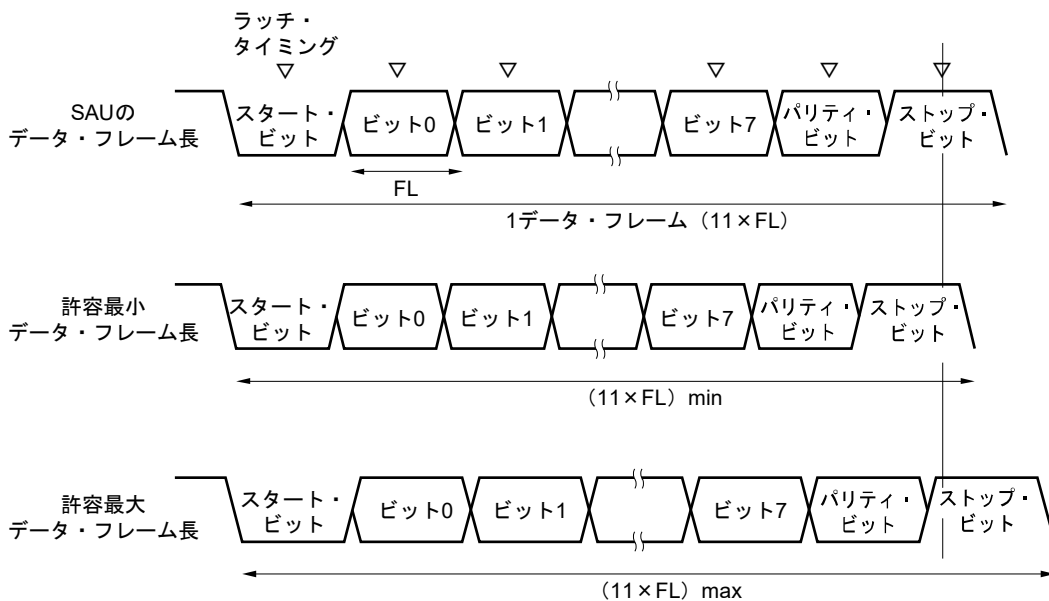 ラッチ・
タイミング
SAUの
データ・フレーム長
スタート・
ビット
ビット0
ビット1
ビット7
パリティ・
ビット
ストップ・
ビット
FL
1データ・フレーム（11×FL）
許容最小
データ・フレーム長
スタート・
ビット
ビット0
ビット1
ビット7
パリティ・
ビット
ストップ・
ビット
（11×FL）min
許容最大
データ・フレーム長
スタート・
ビット
ビット0
ビット1
ビット7
パリティ・
ビット
ストップ・
ビット
（11×FL）max